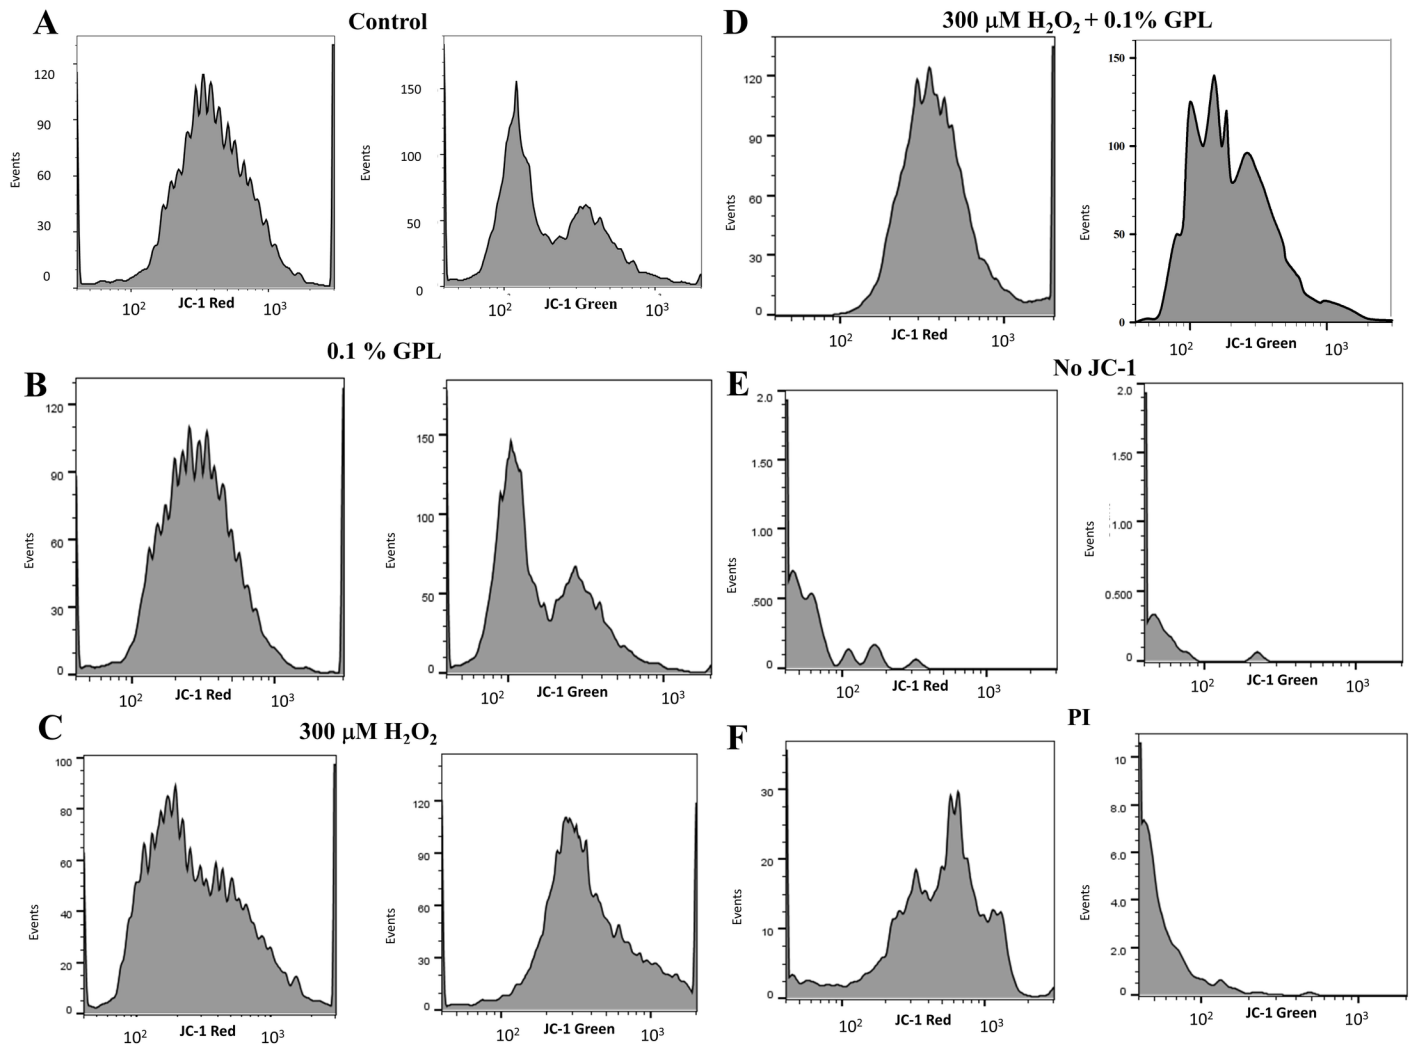 A
Control
120
90
60
30
0
Events
10²
JC-1 Red
10³
150
100
50
0
Events
10²
JC-1 Green
10³
0.1 % GPL
B
120
90
60
30
0
Events
10²
JC-1 Red
10³
150
100
50
0
Events
10²
JC-1 Green
10³
C
300 μM H₂O₂
100
80
60
40
20
0
Events
10²
JC-1 Red
10³
120
90
60
30
0
Events
10²
JC-1 Green
10³
D
300 μM H₂O₂ + 0.1% GPL
120
90
60
30
0
Events
10²
JC-1 Red
10³
150
100
100
50
0
Events
10²
JC-1 Green
10³
No JC-1
E
2.0
1.50
1.00
.500
0
Events
10²
JC-1 Red
10³
2.0
1.50
1.00
0.500
0
Events
10²
JC-1 Green
10³
PI
F
30
20
10
0
Events
10²
JC-1 Red
10³
10
8.0
6.0
4.0
2.0
0
Events
10²
JC-1 Green
10³